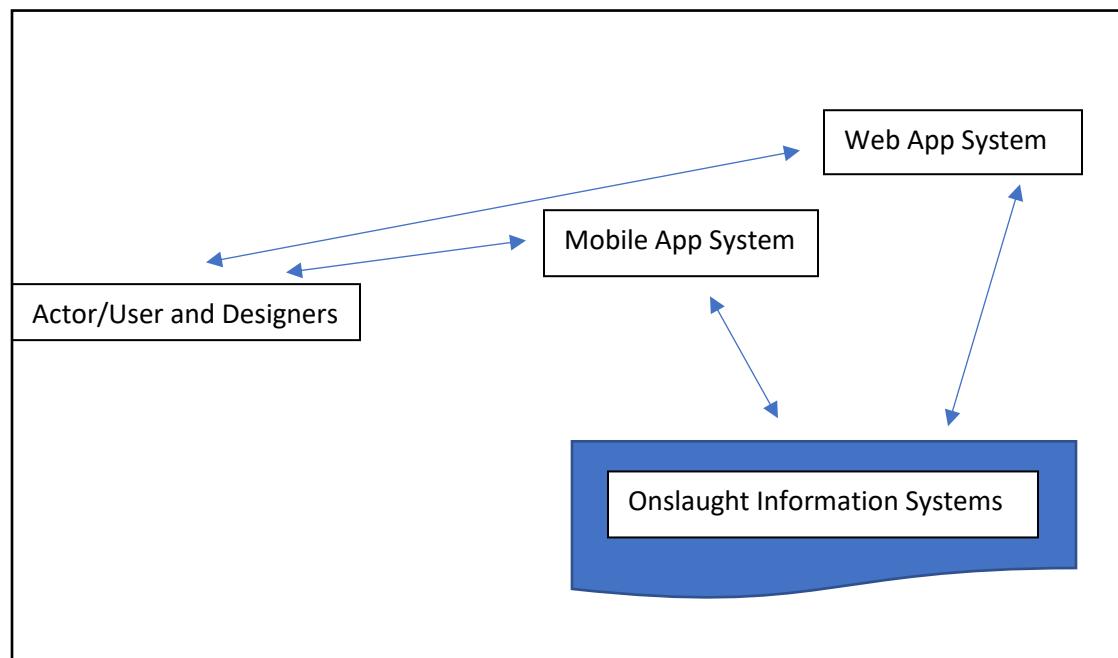 Web App System
Mobile App System
Actor/User and Designers
Onslaught Information Systems